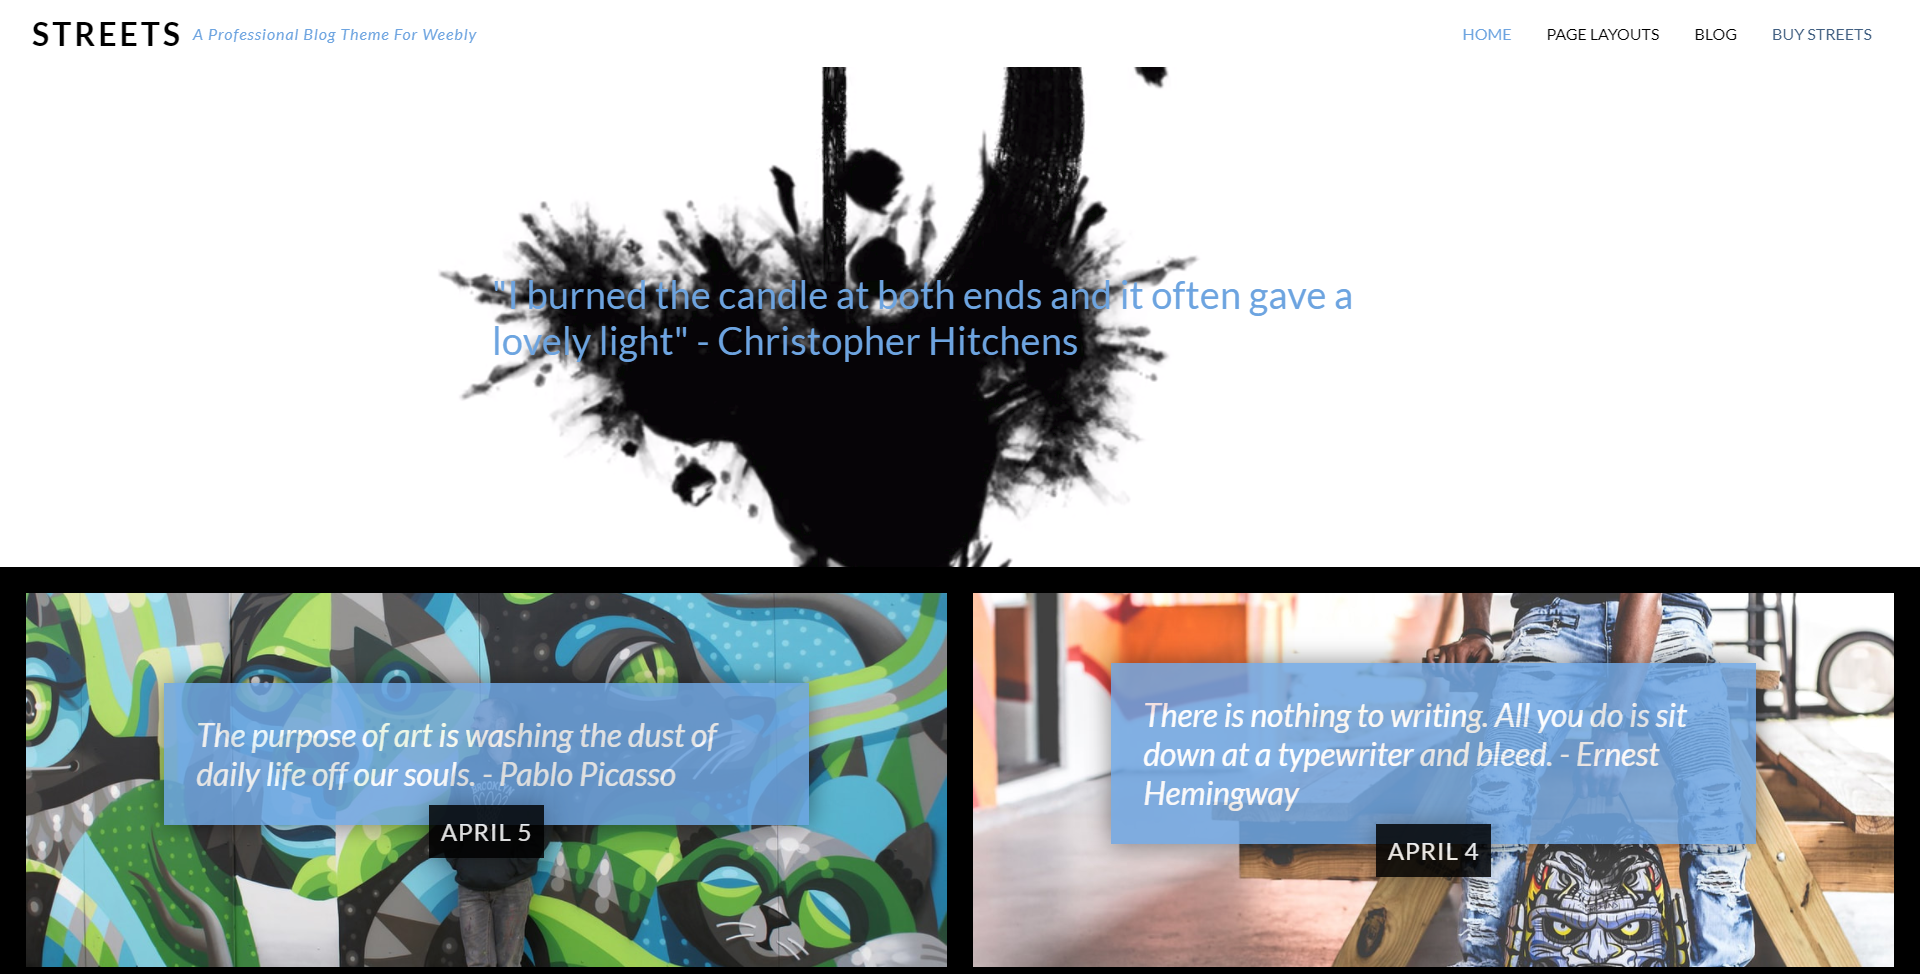 STREETS A Professional Blog Theme For Weebly
HOME PAGE LAYOUTS BLOG BUY STREETS
"I burned the candle at both ends and it often gave a
lovely light" - Christopher Hitchens
The purpose of art is washing the dust of
daily life off our souls. - Pablo Picasso
APRIL 5
There is nothing to writing. All you do is sit
down at a typewriter and bleed. - Ernest
Hemingway
APRIL 4